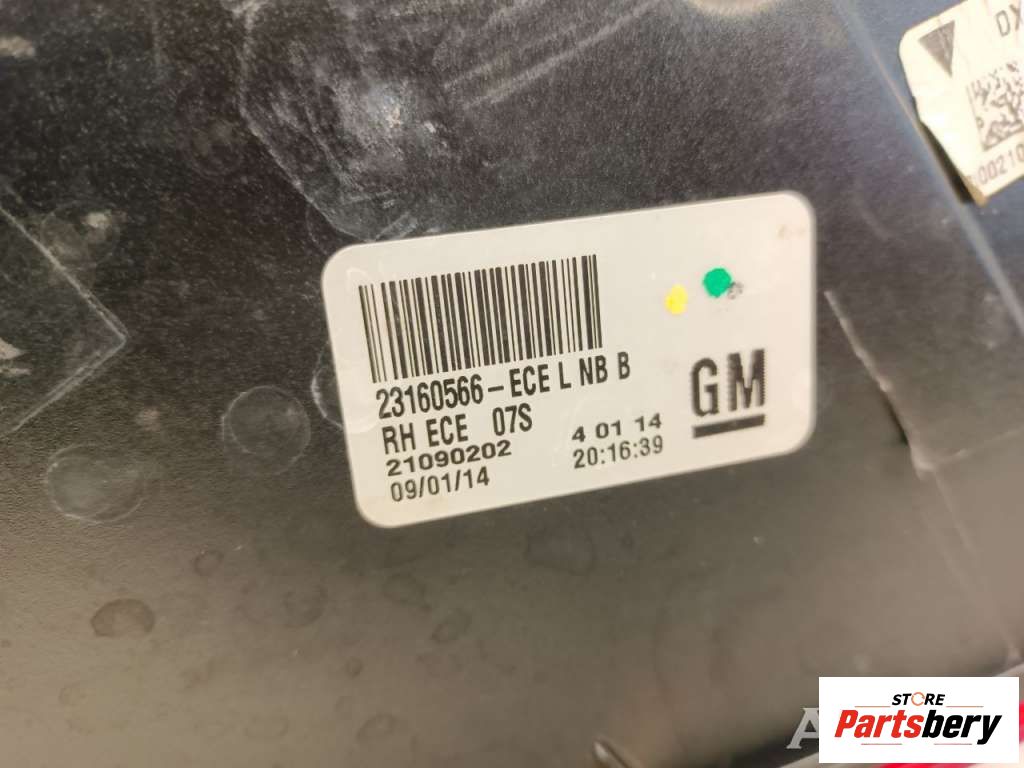 DX
00210
23160566-ECE L NB B
RH ECE 07S
21090202
4 01 14
09/01/14
20:16:39
GM
STORE
Partsbery